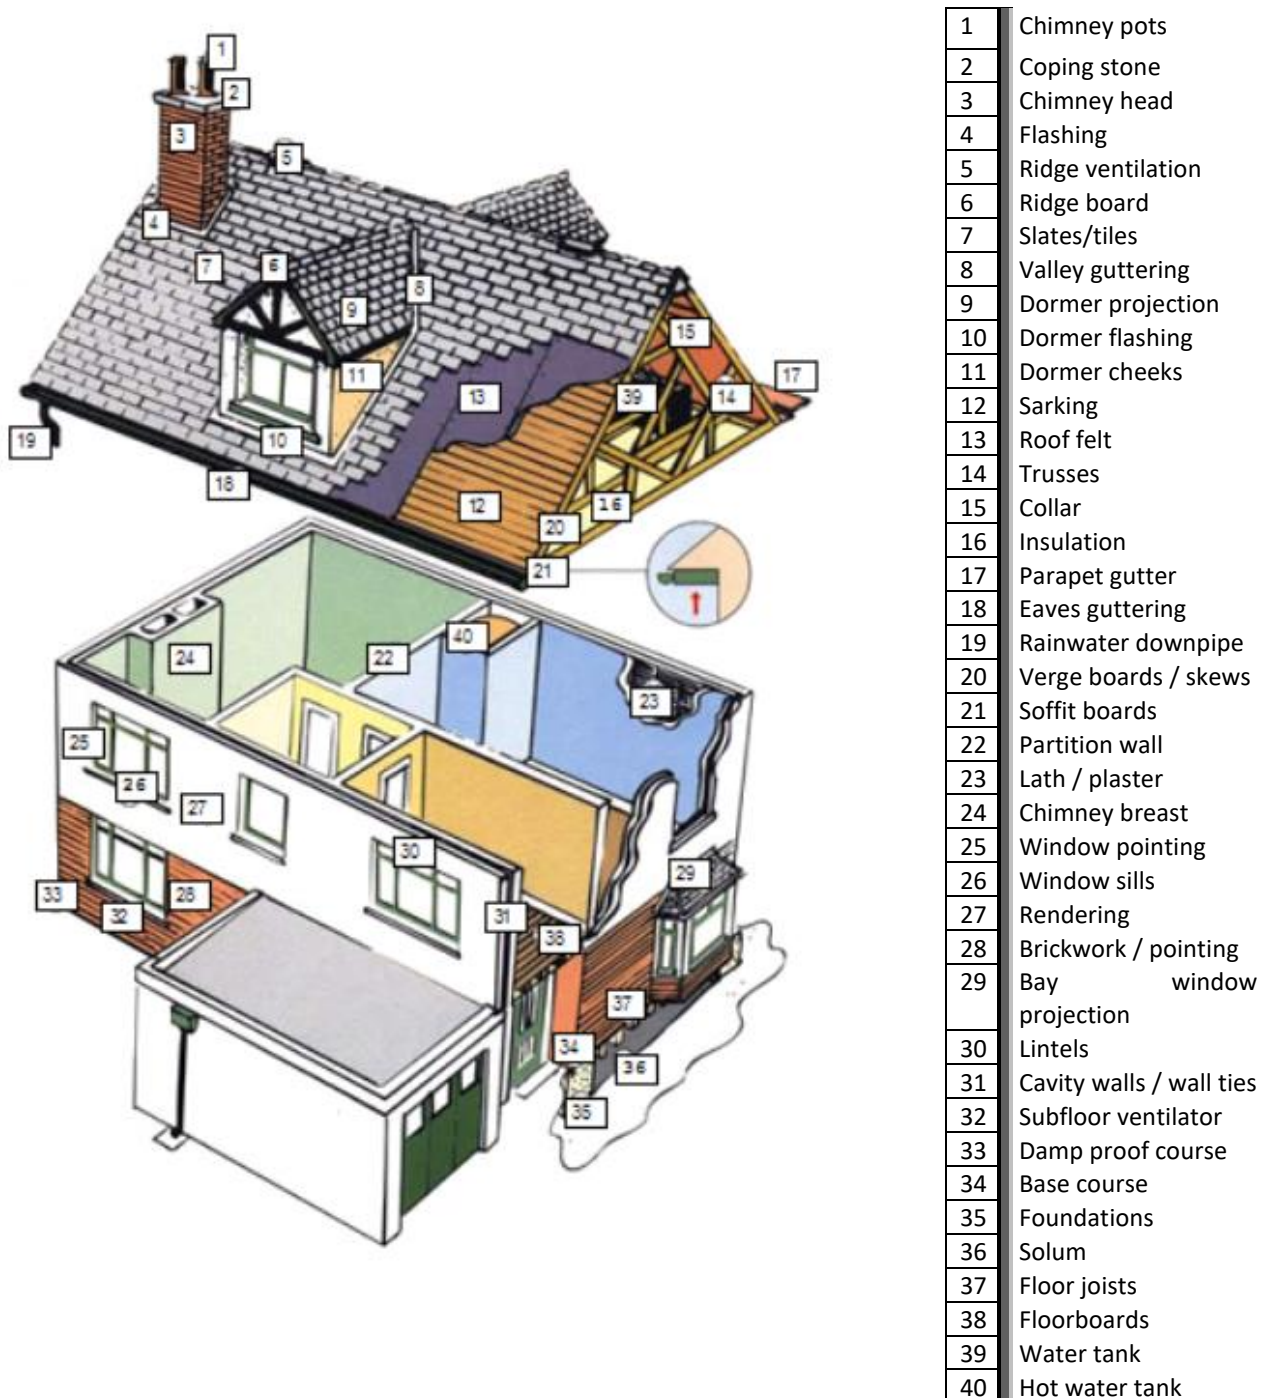 1
2
3
5
4
7
6
8
9
15
11
17
13
39
14
10
19
18
12
16
20
21
40
22
24
23
25
26
27
30
29
33
28
32
31
38
37
34
36
35
1 Chimney pots
2 Coping stone
3 Chimney head
4 Flashing
5 Ridge ventilation
6 Ridge board
7 Slates/tiles
8 Valley guttering
9 Dormer projection
10 Dormer flashing
11 Dormer cheeks
12 Sarking
13 Roof felt
14 Trusses
15 Collar
16 Insulation
17 Parapet gutter
18 Eaves guttering
19 Rainwater downpipe
20 Verge boards / skews
21 Soffit boards
22 Partition wall
23 Lath / plaster
24 Chimney breast
25 Window pointing
26 Window sills
27 Rendering
28 Brickwork / pointing
29 Bay window
projection
30 Lintels
31 Cavity walls / wall ties
32 Subfloor ventilator
33 Damp proof course
34 Base course
35 Foundations
36 Solum
37 Floor joists
38 Floorboards
39 Water tank
40 Hot water tank